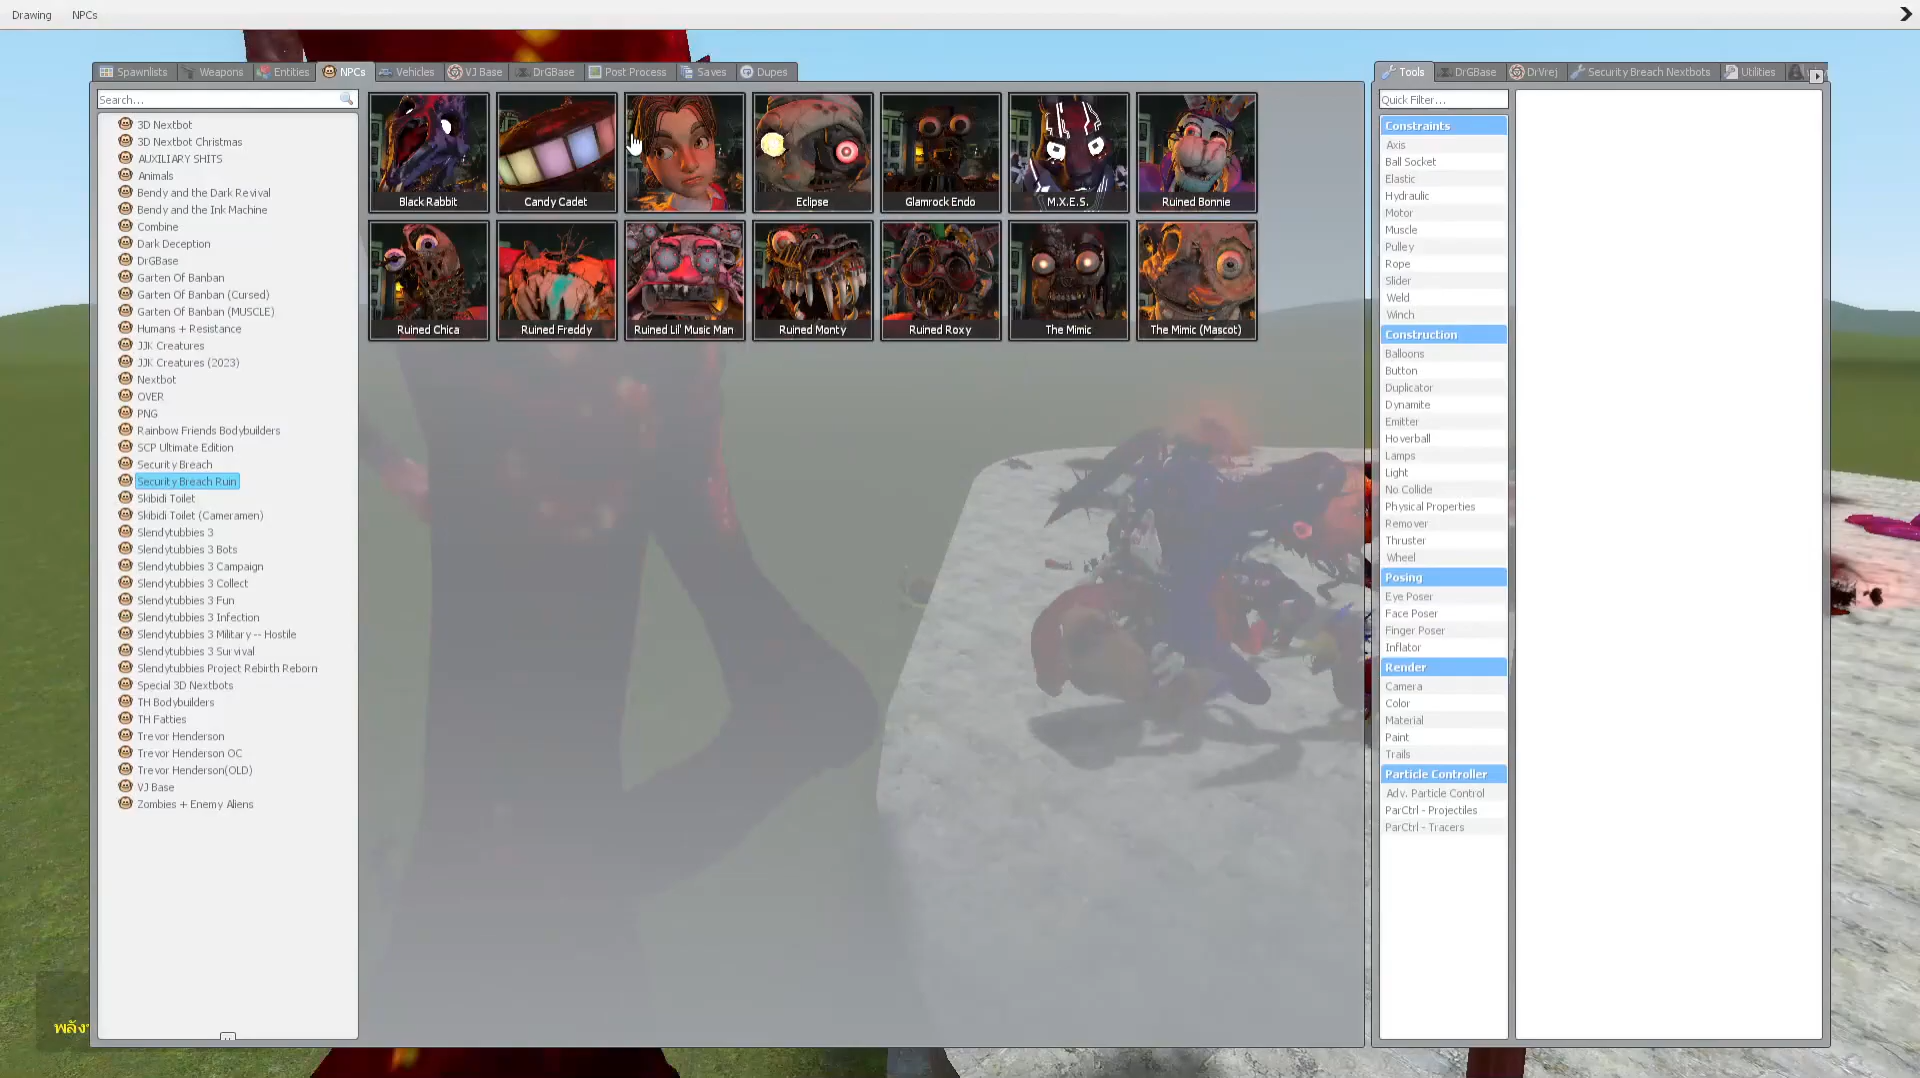 Drawing NPCs
Spawnlists Weapons Entities NPCs Vehicles VJ Base DrGBase Post Process Saves Dupes
Search...
3D Nextbot
3D Nextbot Christmas
AUXILIARY SHITS
Animals
Bendy and the Dark Revival
Bendy and the Ink Machine
Combine
Dark Deception
DrGBase
Garten Of Banban
Garten Of Banban (Cursed)
Garten Of Banban (MUSCLE)
Humans + Resistance
JJK Creatures
JJK Creatures (2023)
Nextbot
OVER
PNG
Rainbow Friends Bodybuilders
SCP Ultimate Edition
Security Breach
Security Breach Ruin
Skibidi Toilet
Skibidi Toilet (Cameramen)
Slendytubbies 3
Slendytubbies 3 Bots
Slendytubbies 3 Campaign
Slendytubbies 3 Collect
Slendytubbies 3 Fun
Slendytubbies 3 Infection
Slendytubbies 3 Military -- Hostile
Slendytubbies 3 Survival
Slendytubbies Project Rebirth Reborn
Special 3D Nextbots
TH Bodybuilders
TH Fatties
Trevor Henderson
Trevor Henderson OC
Trevor Henderson(OLD)
VJ Base
Zombies + Enemy Aliens
Black Rabbit Candy Cadet Eclipse Glamrock Endo M.X.E.S. Ruined Bonnie
Ruined Chica Ruined Freddy Ruined Lil' Music Man Ruined Monty Ruined Roxy The Mimic The Mimic (Mascot)
Tools DrGBase DrVrej Security Breach Nextbots Utilities
Quick Filter...
Constraints
Axis
Ball Socket
Elastic
Hydraulic
Motor
Muscle
Pulley
Rope
Slider
Weld
Winch
Construction
Balloons
Button
Duplicator
Dynamite
Emitter
Hoverball
Lamps
Light
No Collide
Physical Properties
Remover
Thruster
Wheel
Posing
Eye Poser
Face Poser
Finger Poser
Inflator
Render
Camera
Color
Material
Paint
Trails
Particle Controller
Adv. Particle Control
ParCtrl - Projectiles
ParCtrl - Tracers